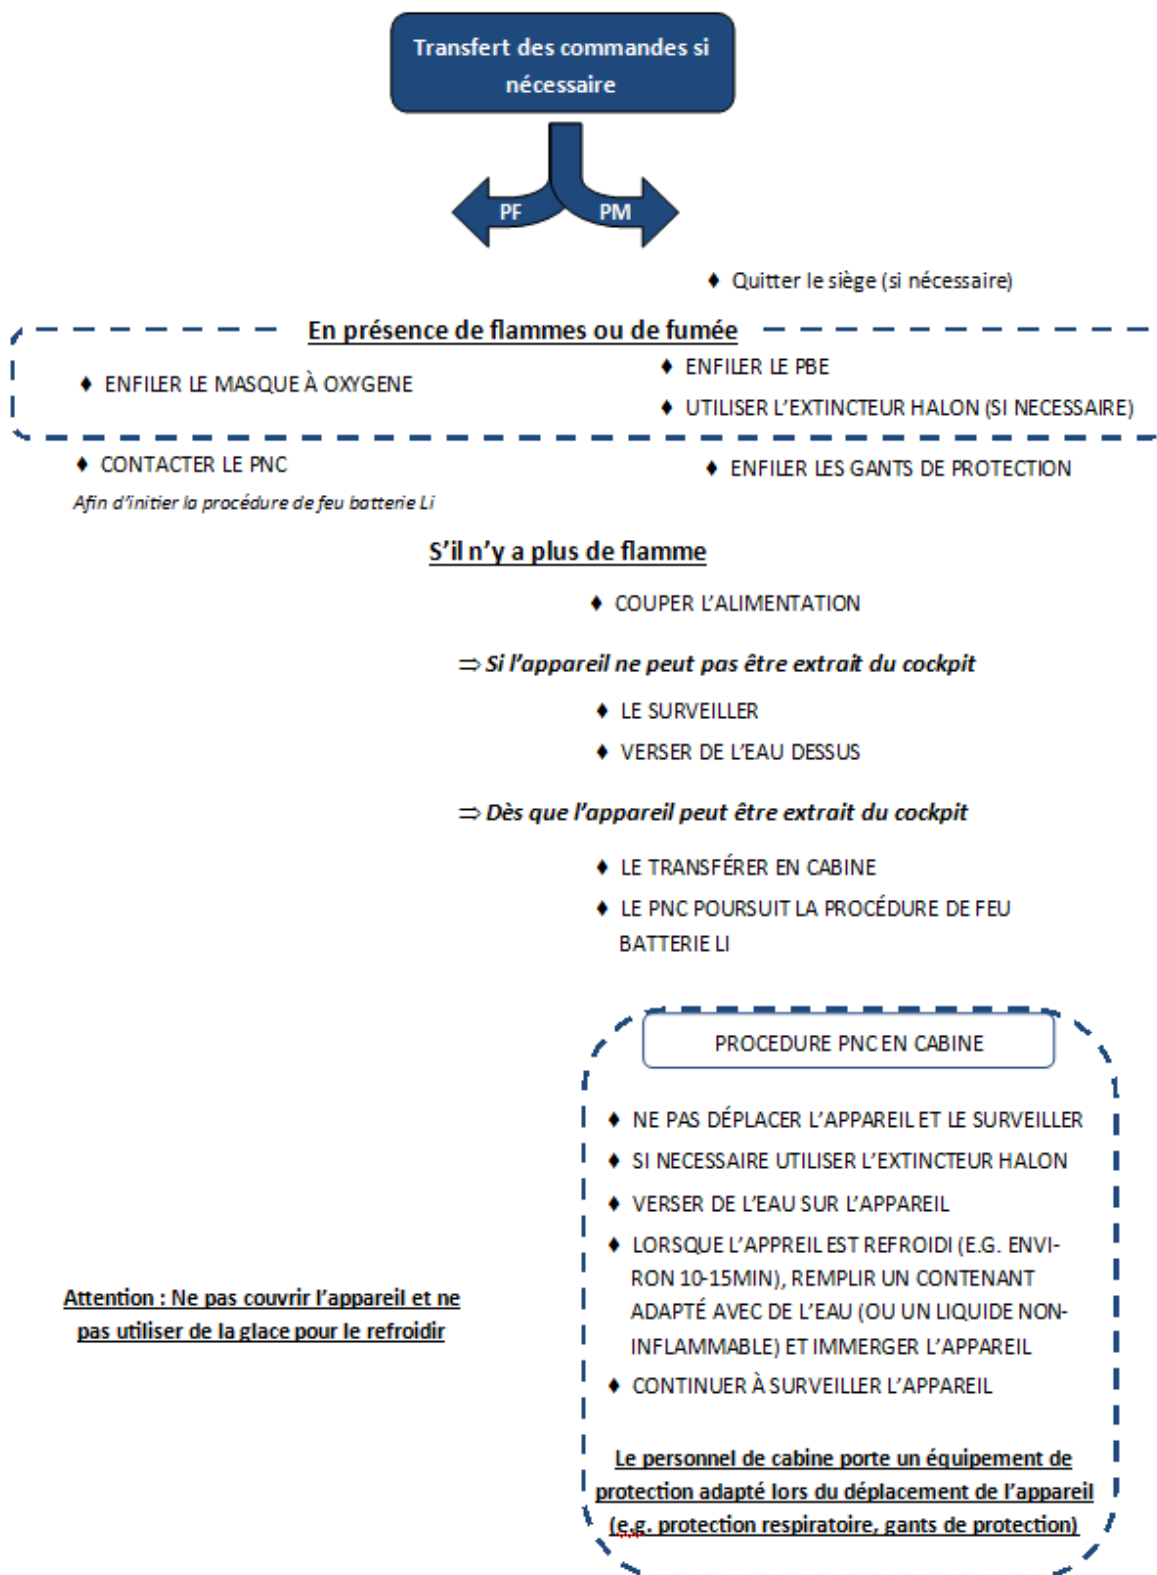 Transfert des commandes si
nécessaire
PF
PM
♦ Quitter le siège (si nécessaire)
En présence de flammes ou de fumée
♦ ENFILER LE MASQUE À OXYGENE
♦ ENFILER LE PBE
♦ UTILISER L'EXTINCTEUR HALON (SI NECESSAIRE)
♦ CONTACTER LE PNC
Afin d'initier la procédure de feu batterie Li
♦ ENFILER LES GANTS DE PROTECTION
S'il n'y a plus de flamme
♦ COUPER L'ALIMENTATION
⇒ Si l'appareil ne peut pas être extrait du cockpit
♦ LE SURVEILLER
♦ VERSER DE L'EAU DESSUS
⇒ Dès que l'appareil peut être extrait du cockpit
♦ LE TRANSFÉRER EN CABINE
♦ LE PNC POURSUIT LA PROCÉDURE DE FEU
BATTERIE LI
PROCEDURE PNC EN CABINE
♦ NE PAS DÉPLACER L'APPAREIL ET LE SURVEILLER
♦ SI NECESSAIRE UTILISER L'EXTINCTEUR HALON
♦ VERSER DE L'EAU SUR L'APPAREIL
♦ LORSQUE L'APPREIL EST REFROIDI (E.G. ENVI-
RON 10-15MIN), REMPLIR UN CONTENANT
ADAPTÉ AVEC DE L'EAU (OU UN LIQUIDE NON-
INFLAMMABLE) ET IMMERGER L'APPAREIL
♦ CONTINUER À SURVEILLER L'APPAREIL
Attention : Ne pas couvrir l'appareil et ne
pas utiliser de la glace pour le refroidir
Le personnel de cabine porte un équipement de
protection adapté lors du déplacement de l'appareil
(e.g. protection respiratoire, gants de protection)